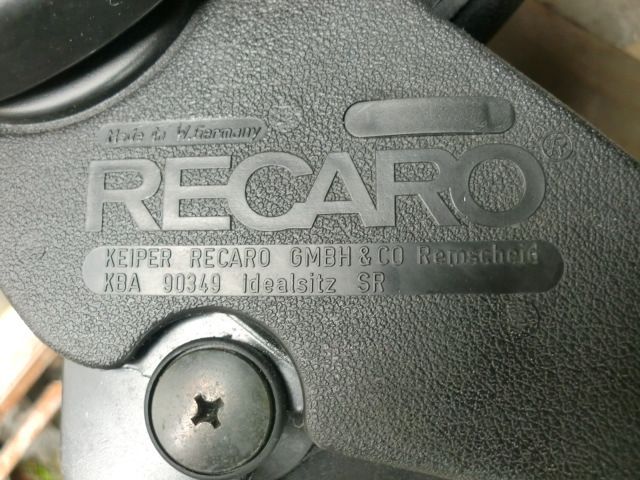 Made in W.Germany
RECARO®
KEIPER RECARO GMBH & CO Remscheid
KBA 90349 Idealsitz SR